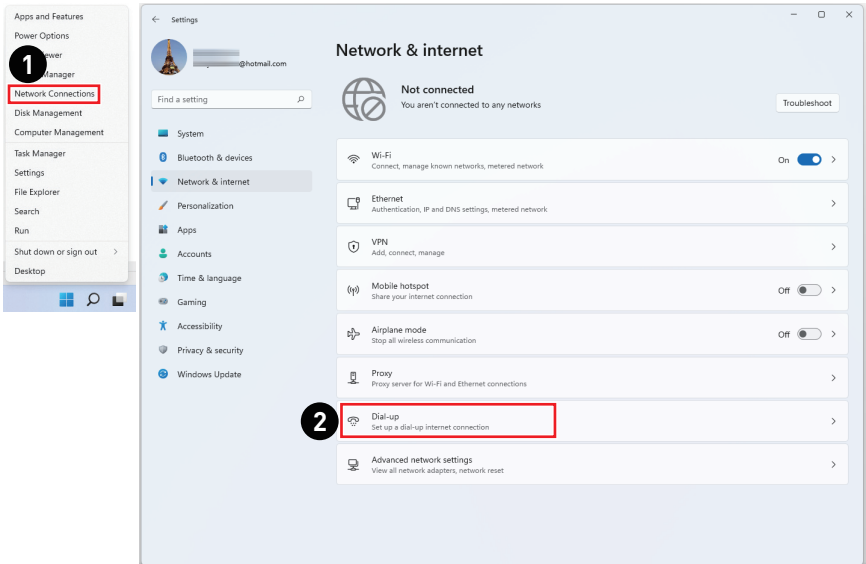 Apps and Features
Power Options
ewer
1
Manager
Network Connections
Disk Management
Computer Management
Task Manager
Settings
File Explorer
Search
Run
Shut down or sign out
Desktop
Settings
@hotmail.com
Find a setting
System
Bluetooth & devices
Network & internet
Personalization
Apps
Accounts
Time & language
Gaming
Accessibility
Privacy & security
Windows Update
Network & internet
Not connected
You aren't connected to any networks
Troubleshoot
Wi-Fi
Connect, manage known networks, metered network
On
Ethernet
Authentication, IP and DNS settings, metered network
VPN
Add, connect, manage
Mobile hotspot
Share your internet connection
Off
Airplane mode
Stop all wireless communication
Off
Proxy
Proxy server for Wi-Fi and Ethernet connections
2
Dial-up
Set up a dial-up internet connection
Advanced network settings
View all network adapters, network reset